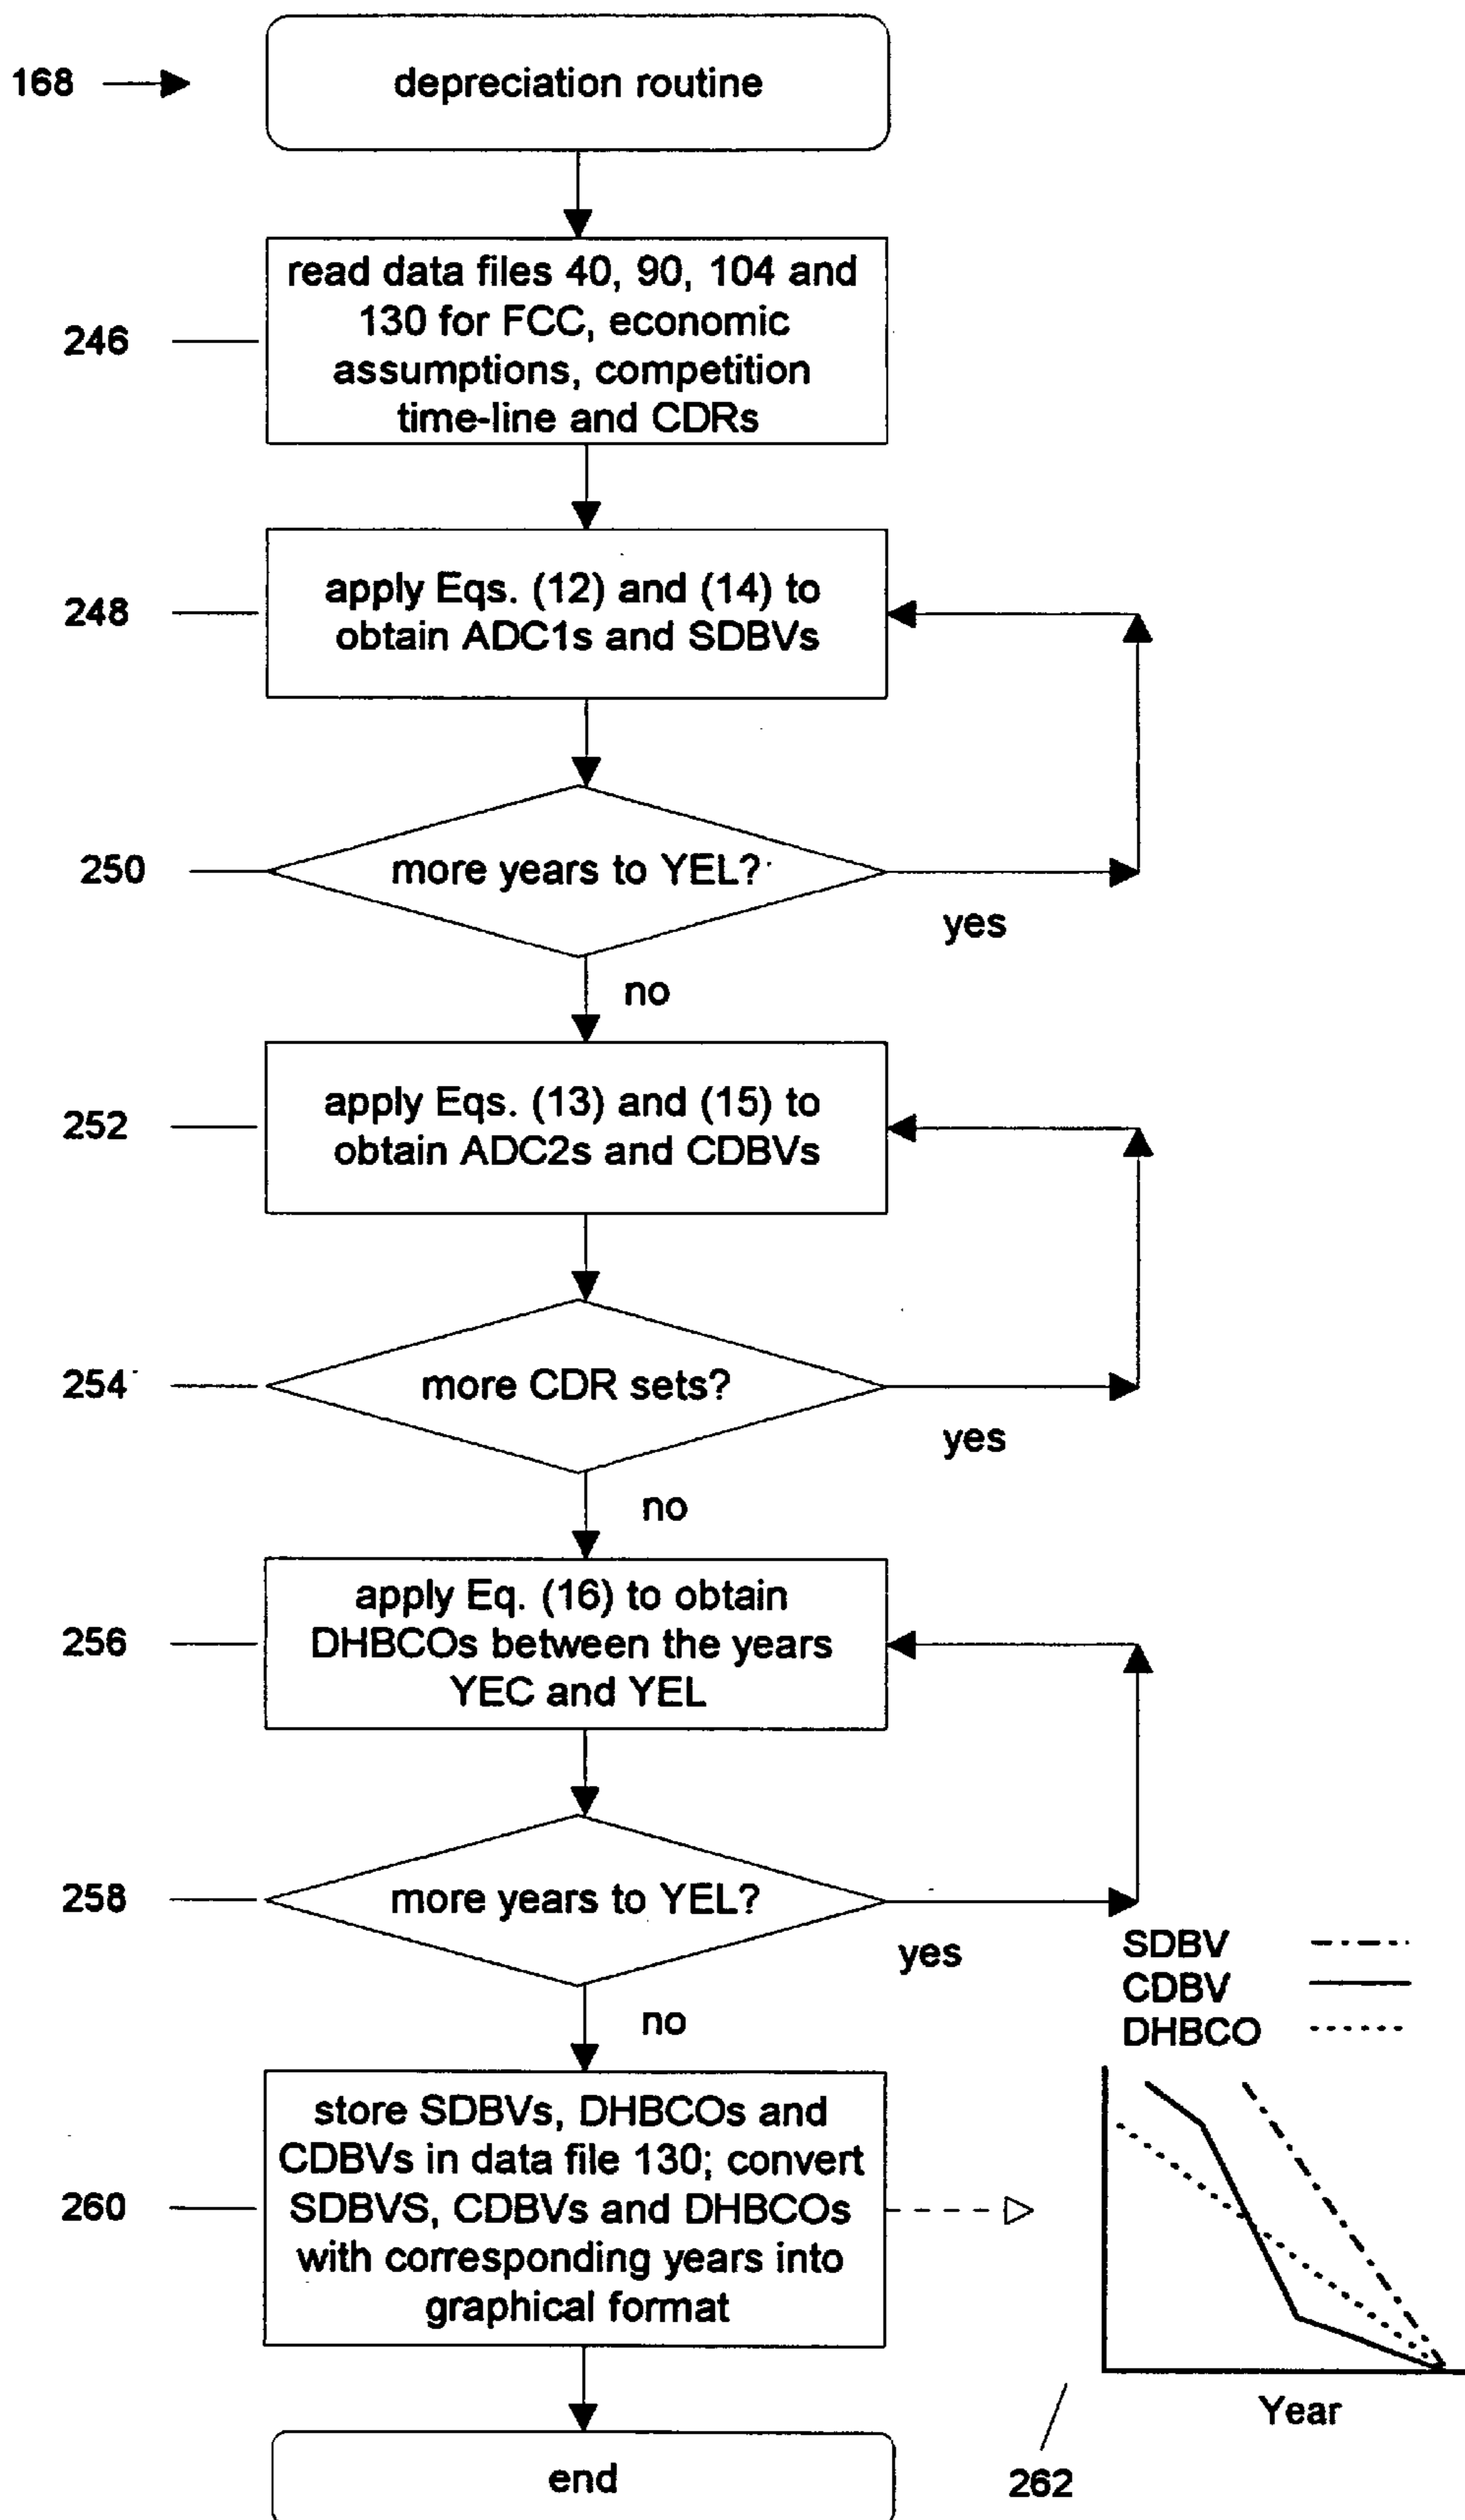 168
depreciation routine
246
read data files 40, 90, 104 and
130 for FCC, economic
assumptions, competition
time-line and CDRs
248
apply Eqs. (12) and (14) to
obtain ADC1s and SDBVs
250
more years to YEL?
yes
no
252
apply Eqs. (13) and (15) to
obtain ADC2s and CDBVs
254
more CDR sets?
yes
no
256
apply Eq. (16) to obtain
DHBCOs between the years
YEC and YEL
258
more years to YEL?
yes
no
SDBV
CDBV
DHBCO
260
store SDBVs, DHBCOs and
CDBVs in data file 130; convert
SDBVS, CDBVs and DHBCOs
with corresponding years into
graphical format
Year
262
end